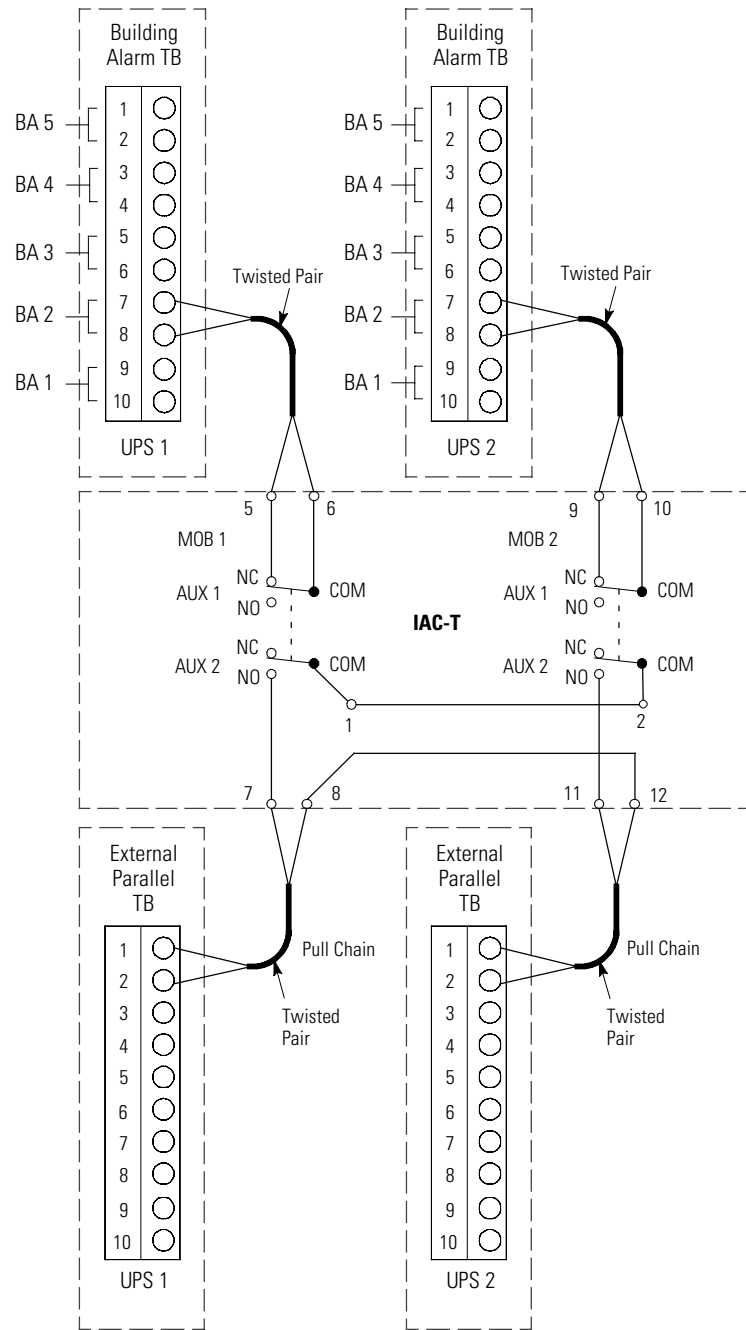 Building
Alarm TB
BA 5
1
2
BA 4
3
4
BA 3
5
6
BA 2
7
8
BA 1
9
10
UPS 1
Twisted Pair
Building
Alarm TB
BA 5
1
2
BA 4
3
4
BA 3
5
6
BA 2
7
8
BA 1
9
10
UPS 2
Twisted Pair
5 6
MOB 1
AUX 1
NC
NO
COM
AUX 2
NC
NO
COM
1
IAC-T
9 10
MOB 2
AUX 1
NC
NO
COM
AUX 2
NC
NO
COM
2
7 8
11 12
External
Parallel
TB
1
2
3
4
5
6
7
8
9
10
UPS 1
Pull Chain
Twisted
Pair
External
Parallel
TB
1
2
3
4
5
6
7
8
9
10
UPS 2
Pull Chain
Twisted
Pair